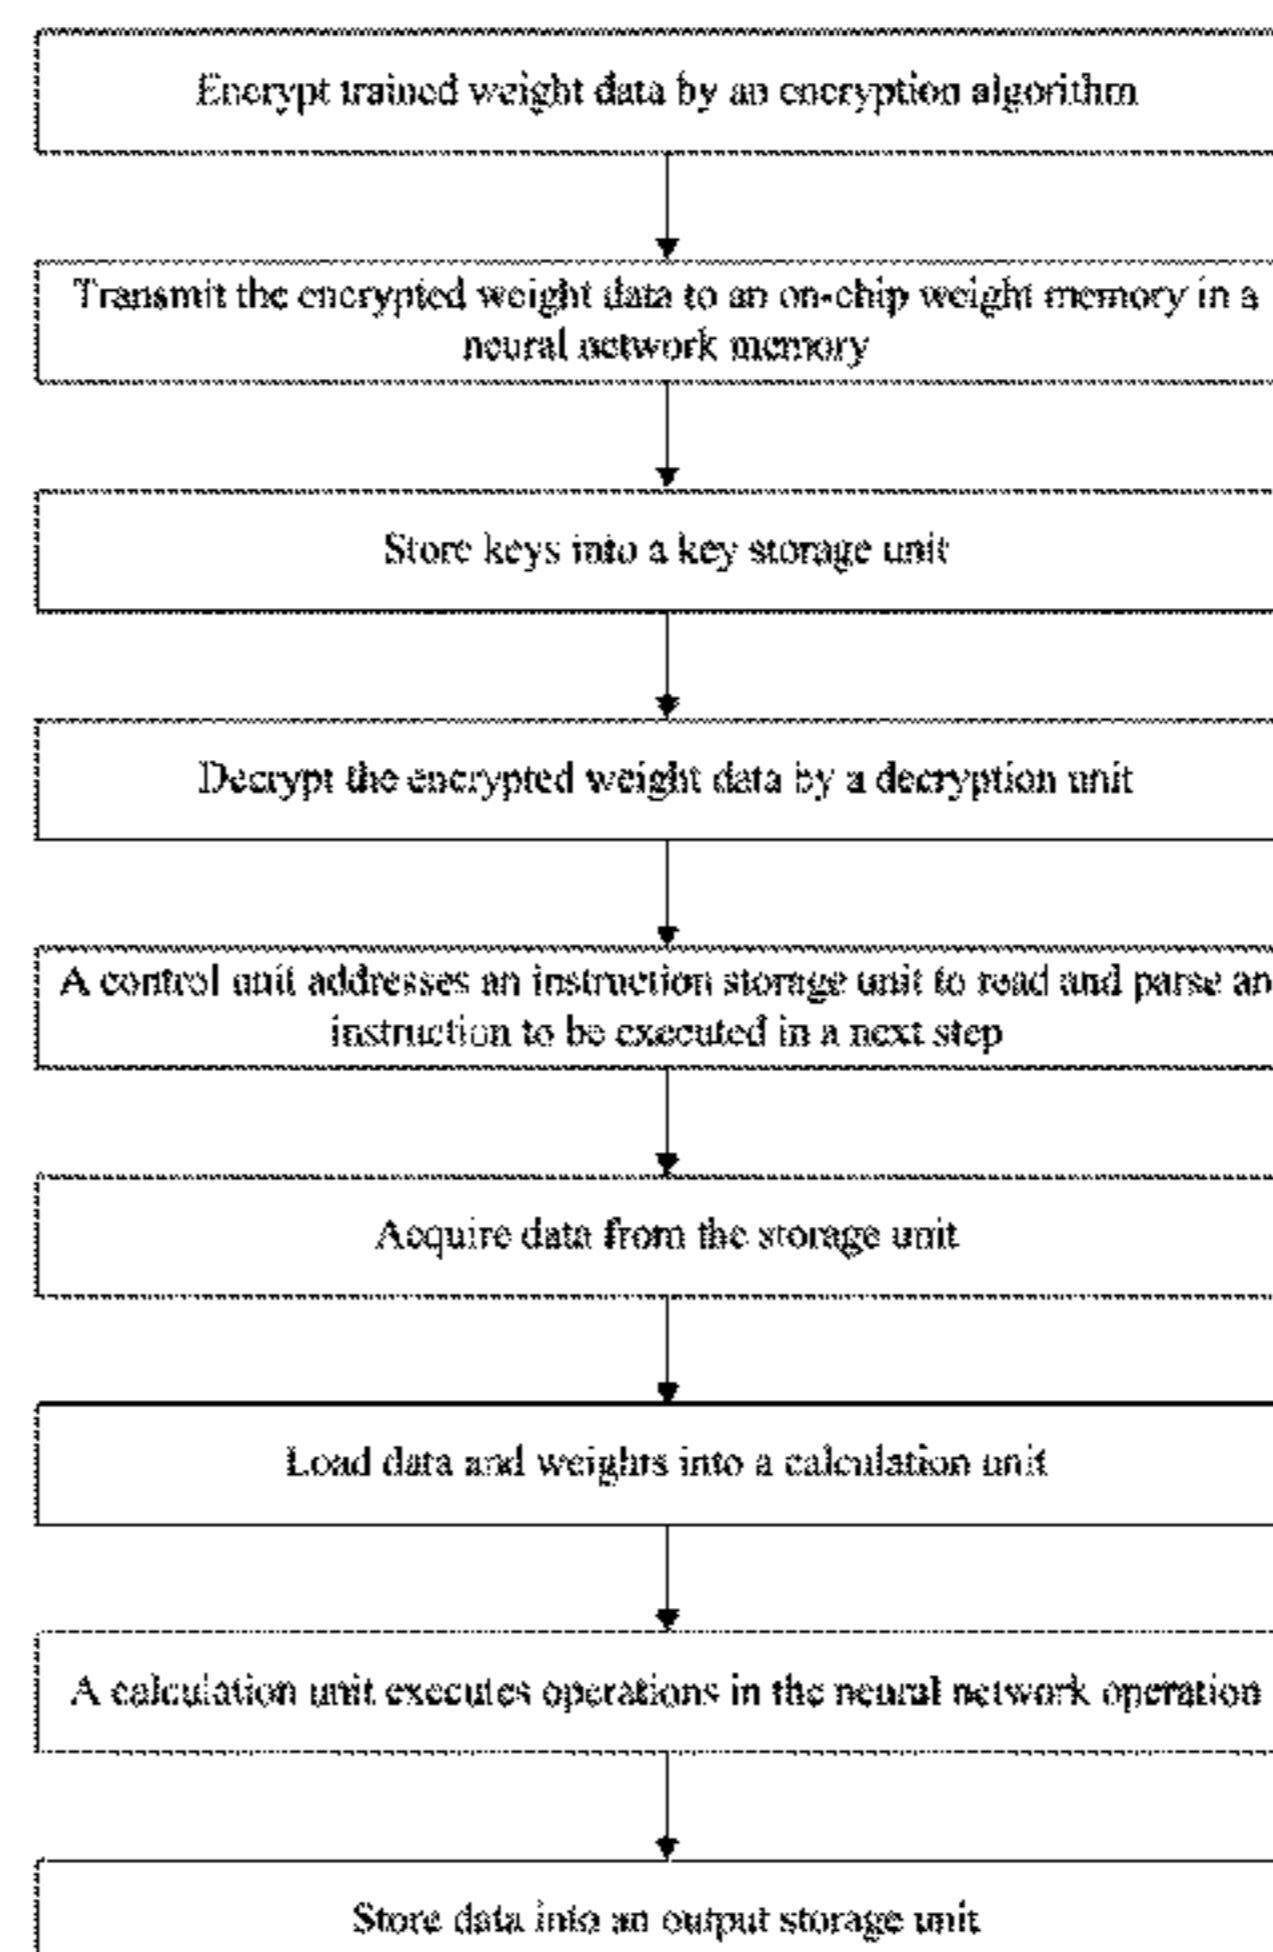 Encrypt trained weight data by an encryption algorithm
Transmit the encrypted weight data to an on-chip weight memory in a
neural network memory
Store keys into a key storage unit
Decrypt the encrypted weight data by a decryption unit
A control unit addresses an instruction storage unit to read and parse an
instruction to be executed in a next step
Acquire data from the storage unit
Load data and weights into a calculation unit
A calculation unit executes operations in the neural network operation
Store data into an output storage unit